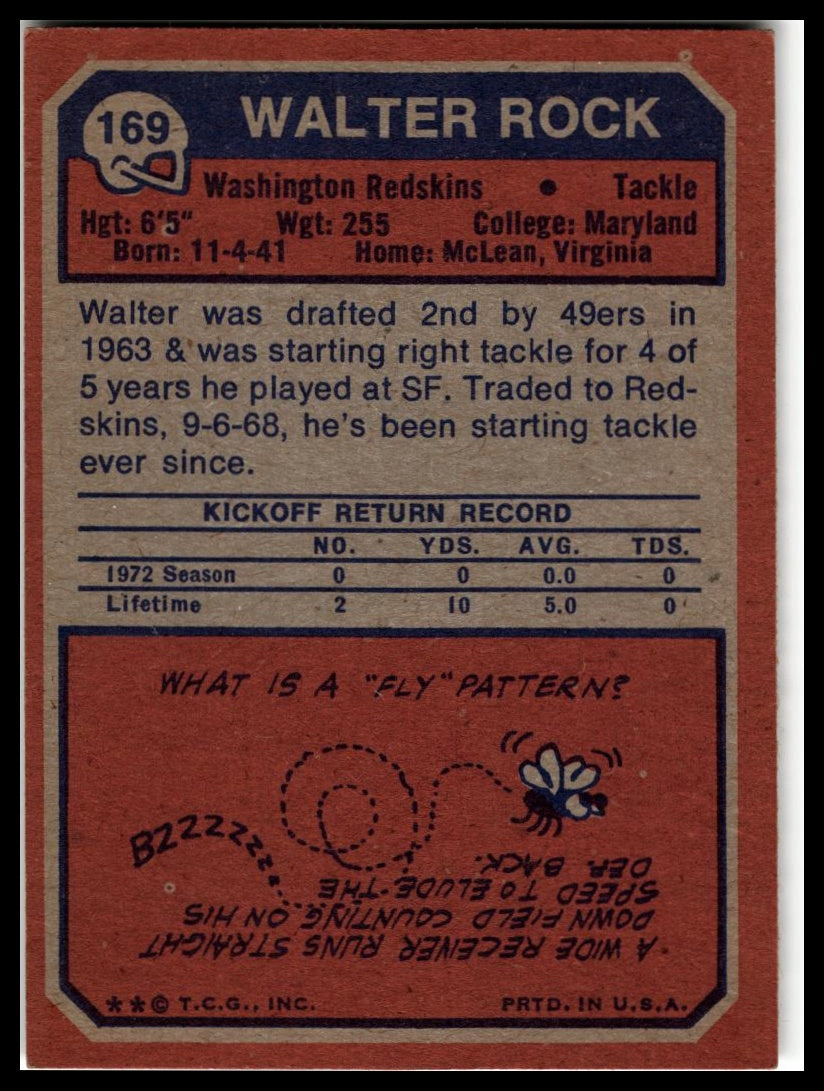 169
WALTER ROCK
Washington Redskins • Tackle
Hgt: 6'5" Wgt: 255 College: Maryland
Born: 11-4-41 Home: McLean, Virginia
Walter was drafted 2nd by 49ers in
1963 & was starting right tackle for 4 of
5 years he played at SF. Traded to Red-
skins, 9-6-68, he's been starting tackle
ever since.
KICKOFF RETURN RECORD
NO. YDS. AVG. TDS.
1972 Season 0 0 0.0 0
Lifetime 2 10 5.0 0
WHAT IS A "FLY" PATTERN?
BZZZZZZZ
A WIDE RECEIVER RUNS STRAIGHT
DOWN FIELD COUNTING ON HIS
SPEED TO ELUDE THE
DEF. BACK.
**© T.C.G., INC. PRTD. IN U.S.A.